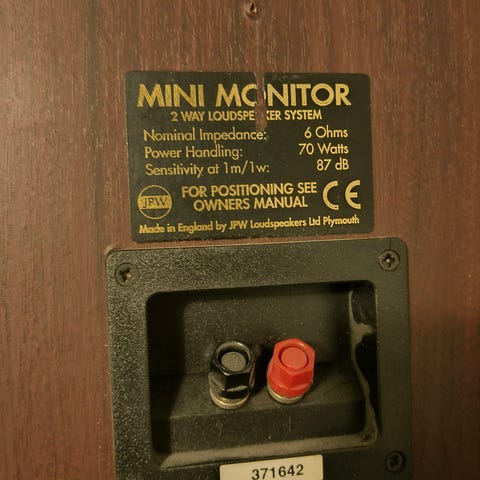 MINI MONITOR
2 WAY LOUDSPEAKER SYSTEM
Nominal Impedance: 6 Ohms
Power Handling: 70 Watts
Sensitivity at 1m/1w: 87 dB
JPW
FOR POSITIONING SEE
OWNERS MANUAL CE
Made in England by JPW Loudspeakers Ltd Plymouth
371642